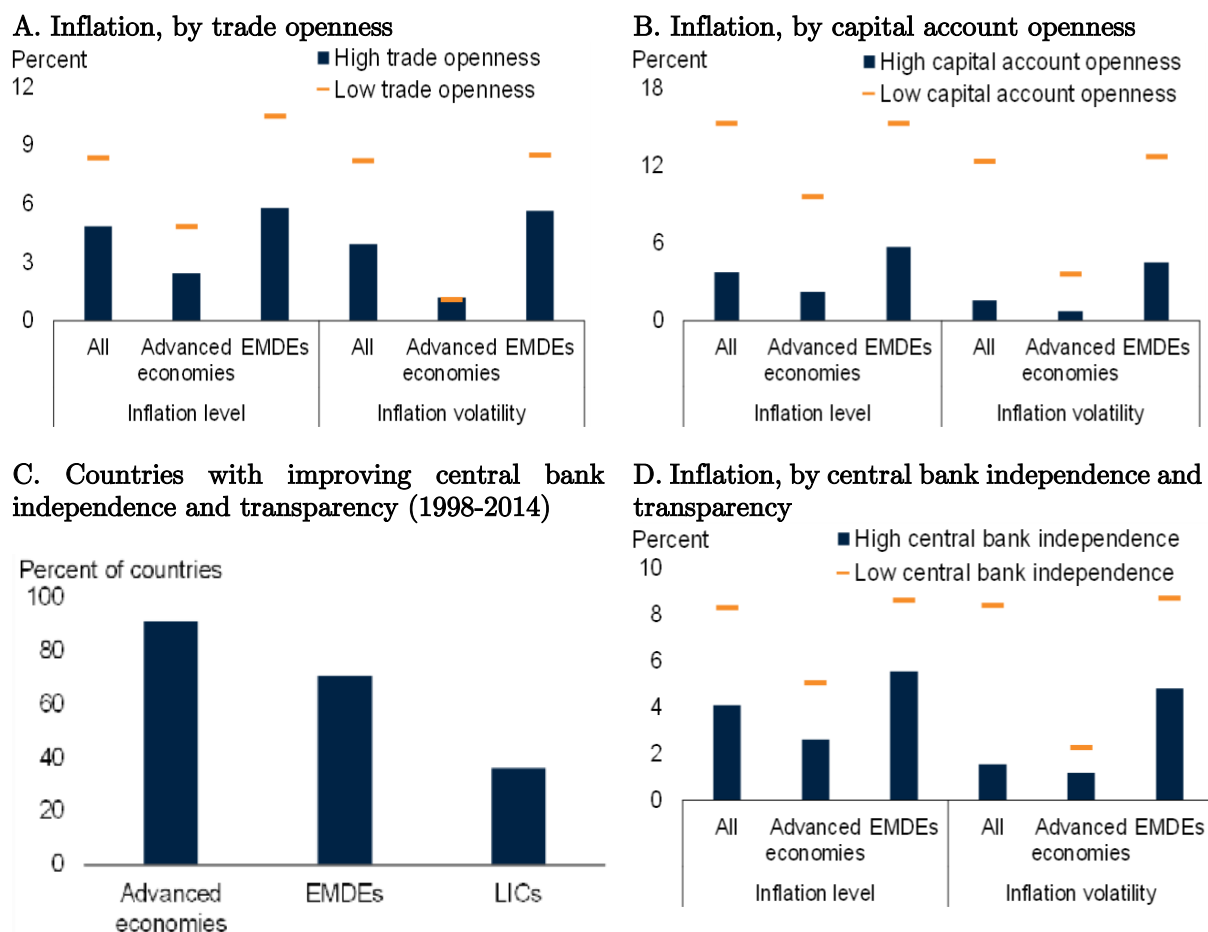 A. Inflation, by trade openness
Percent
High trade openness
Low trade openness
12
9
6
3
0
All Advanced EMDEs All Advanced EMDEs
economies economies
Inflation level Inflation volatility
B. Inflation, by capital account openness
Percent
High capital account openness
Low capital account openness
18
12
6
0
All Advanced EMDEs All Advanced EMDEs
economies economies
Inflation level Inflation volatility
C. Countries with improving central bank
independence and transparency (1998-2014)
Percent of countries
100
80
60
40
20
0
Advanced EMDEs LICs
economies
D. Inflation, by central bank independence and
transparency
Percent
High central bank independence
Low central bank independence
10
8
6
4
2
0
All Advanced EMDEs All Advanced EMDEs
economies economies
Inflation level Inflation volatility